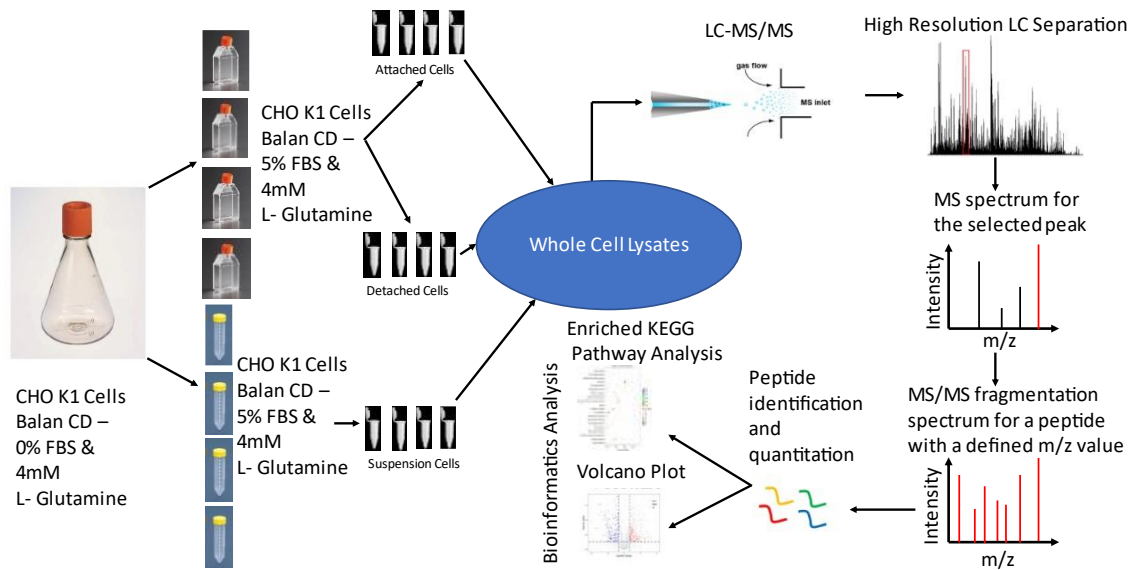 CHO K1 Cells
Balan CD –
0% FBS &
4mM
L- Glutamine
CHO K1 Cells
Balan CD –
5% FBS &
4mM
L- Glutamine
CHO K1 Cells
Balan CD –
5% FBS &
4mM
L- Glutamine
Attached Cells
Detached Cells
Suspension Cells
Whole Cell Lysates
LC-MS/MS
gas flow
MS inlet
High Resolution LC Separation
MS spectrum for
the selected peak
Intensity
m/z
MS/MS fragmentation
spectrum for a peptide
with a defined m/z value
Intensity
m/z
Peptide
identification
and
quantitation
Enriched KEGG
Pathway Analysis
Volcano Plot
Bioinformatics Analysis